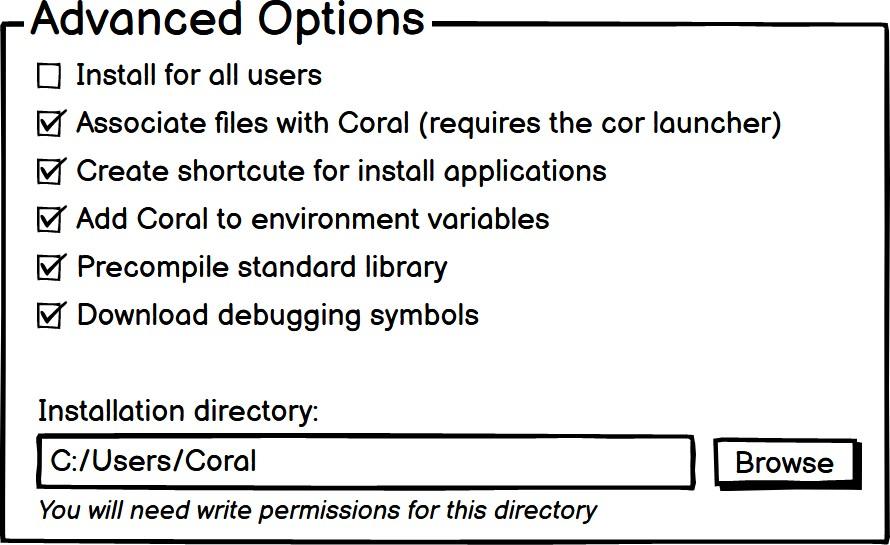 Advanced Options
Install for all users
Associate files with Coral (requires the cor launcher)
Create shortcute for install applications
Add Coral to environment variables
Precompile standard library
Download debugging symbols
Installation directory:
C:/Users/Coral
Browse
You will need write permissions for this directory